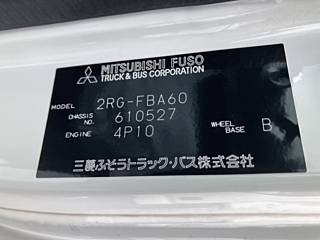 MITSUBISHI FUSO
TRUCK & BUS CORPORATION
MODEL 2RG-FBA60
CHASSIS NO. 610527
ENGINE 4P10 WHEEL BASE B
三菱ふそうトラック・バス株式会社